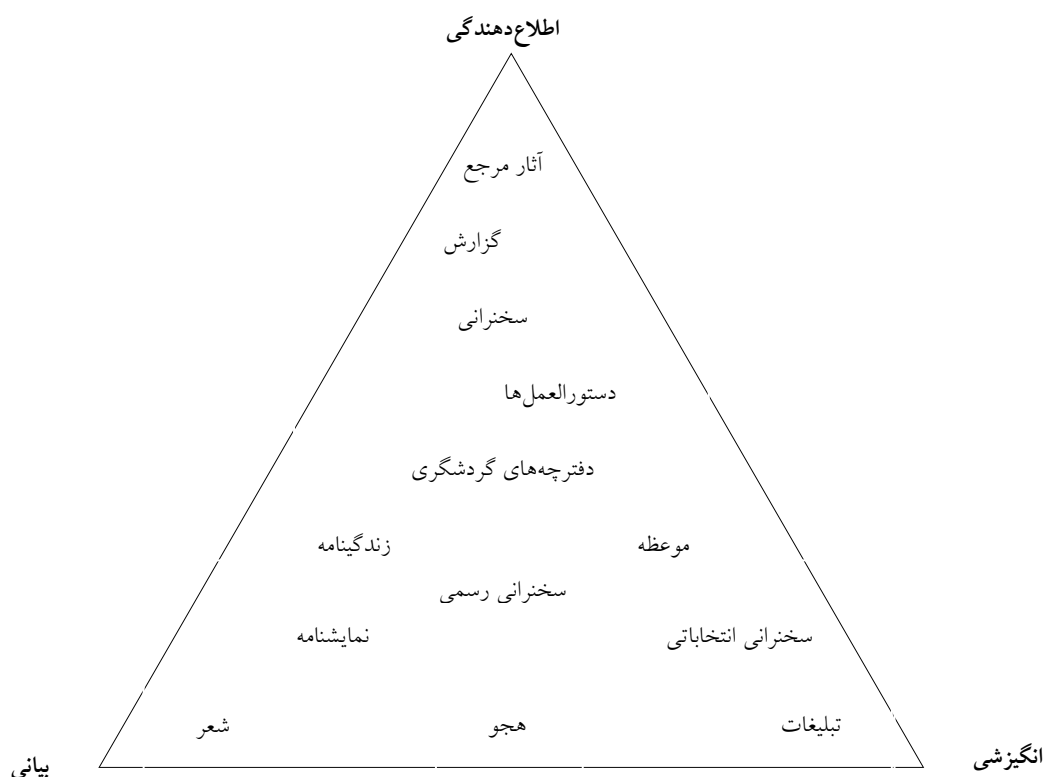 اطلاع‌دهندگی
آثار مرجع
گزارش
سخنرانی
دستورالعمل‌ها
دفترچه‌های گردشگری
موعظه
زندگینامه
سخنرانی رسمی
سخنرانی انتخاباتی
نمایشنامه
تبلیغات
هجو
شعر
انگیزشی
بیانی